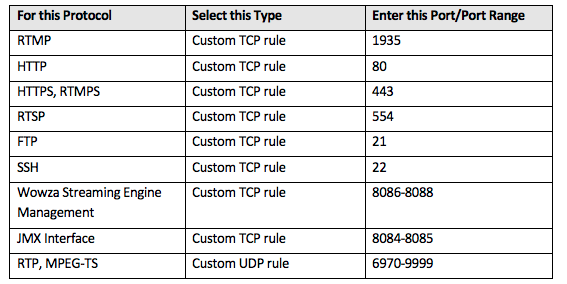 For this Protocol Select this Type Enter this Port/Port Range
RTMP Custom TCP rule 1935
HTTP Custom TCP rule 80
HTTPS, RTMPS Custom TCP rule 443
RTSP Custom TCP rule 554
FTP Custom TCP rule 21
SSH Custom TCP rule 22
Wowza Streaming Engine Custom TCP rule 8086-8088
Management
JMX Interface Custom TCP rule 8084-8085
RTP, MPEG-TS Custom UDP rule 6970-9999